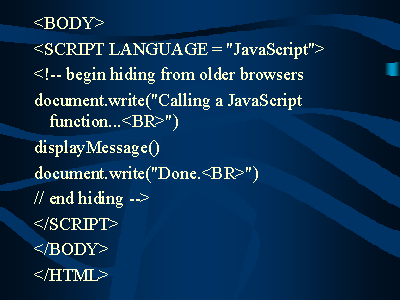 <BODY>
<SCRIPT LANGUAGE = "JavaScript">
<!-- begin hiding from older browsers
document.write("Calling a JavaScript
function...<BR>")
displayMessage()
document.write("Done.<BR>")
// end hiding -->
</SCRIPT>
</BODY>
</HTML>